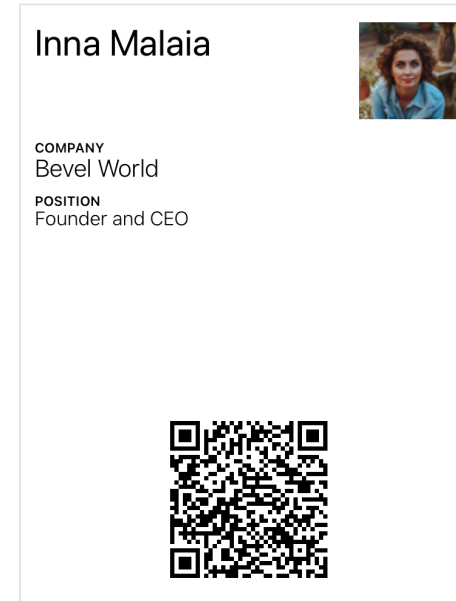 Inna Malaia
COMPANY
Bevel World
POSITION
Founder and CEO